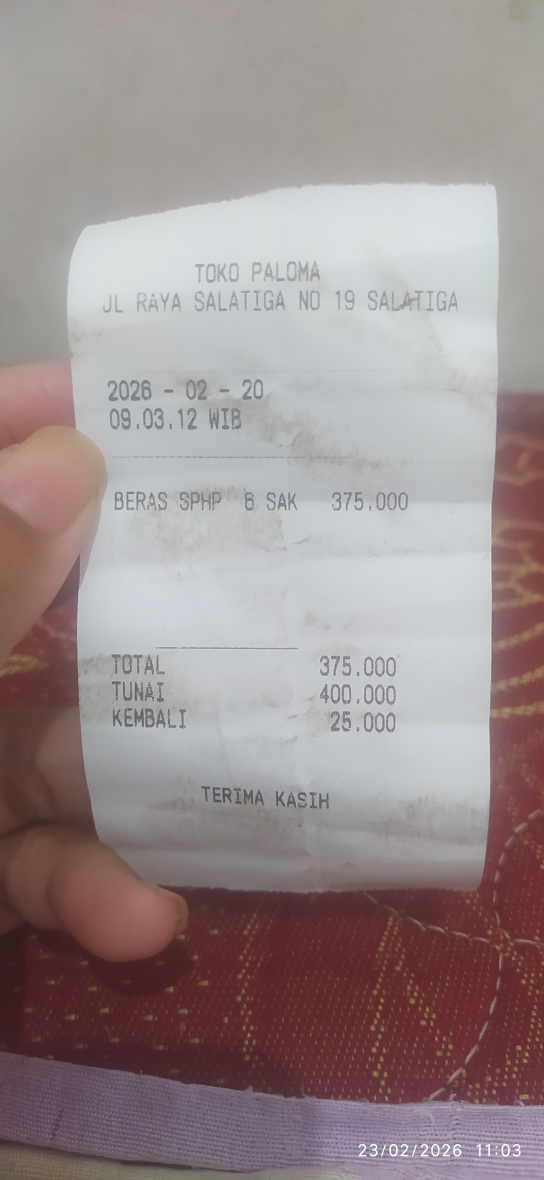 TOKO PALOMA
JL RAYA SALATIGA NO 19 SALATIGA
2026 - 02 - 20
09.03.12 WIB
BERAS SPHP 6 SAK 375.000
TOTAL 375.000
TUNAI 400.000
KEMBALI 25.000
TERIMA KASIH
23/02/2026 11:03